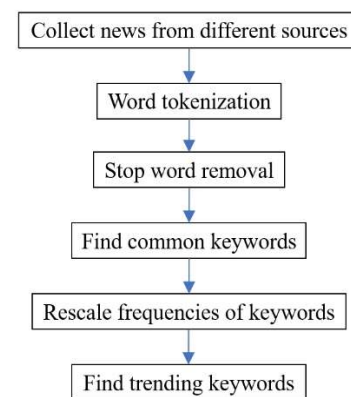 Collect news from different sources
Word tokenization
Stop word removal
Find common keywords
Rescale frequencies of keywords
Find trending keywords